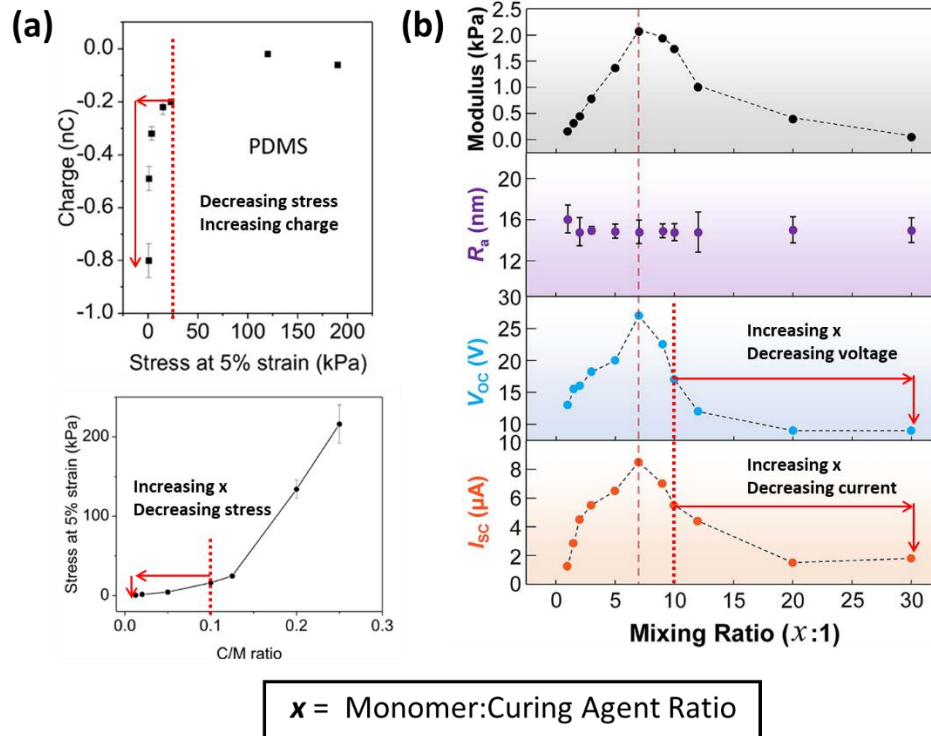 (a)
0.0
-0.2
-0.4
-0.6
-0.8
-1.0
Charge (nC)
PDMS
Decreasing stress
Increasing charge
0 50 100 150 200
Stress at 5% strain (kPa)
200
100
0
Stress at 5% strain (kPa)
Increasing x
Decreasing stress
0.0 0.1 0.2 0.3
C/M ratio
(b)
2.5
2.0
1.5
1.0
0.5
0.0
Modulus (kPa)
20
16
12
Ra (nm)
30
25
20
15
10
VOC (V)
Increasing x
Decreasing voltage
10
8
6
4
2
0
ISC (µA)
Increasing x
Decreasing current
0 5 10 15 20 25 30
Mixing Ratio (x:1)
x = Monomer:Curing Agent Ratio